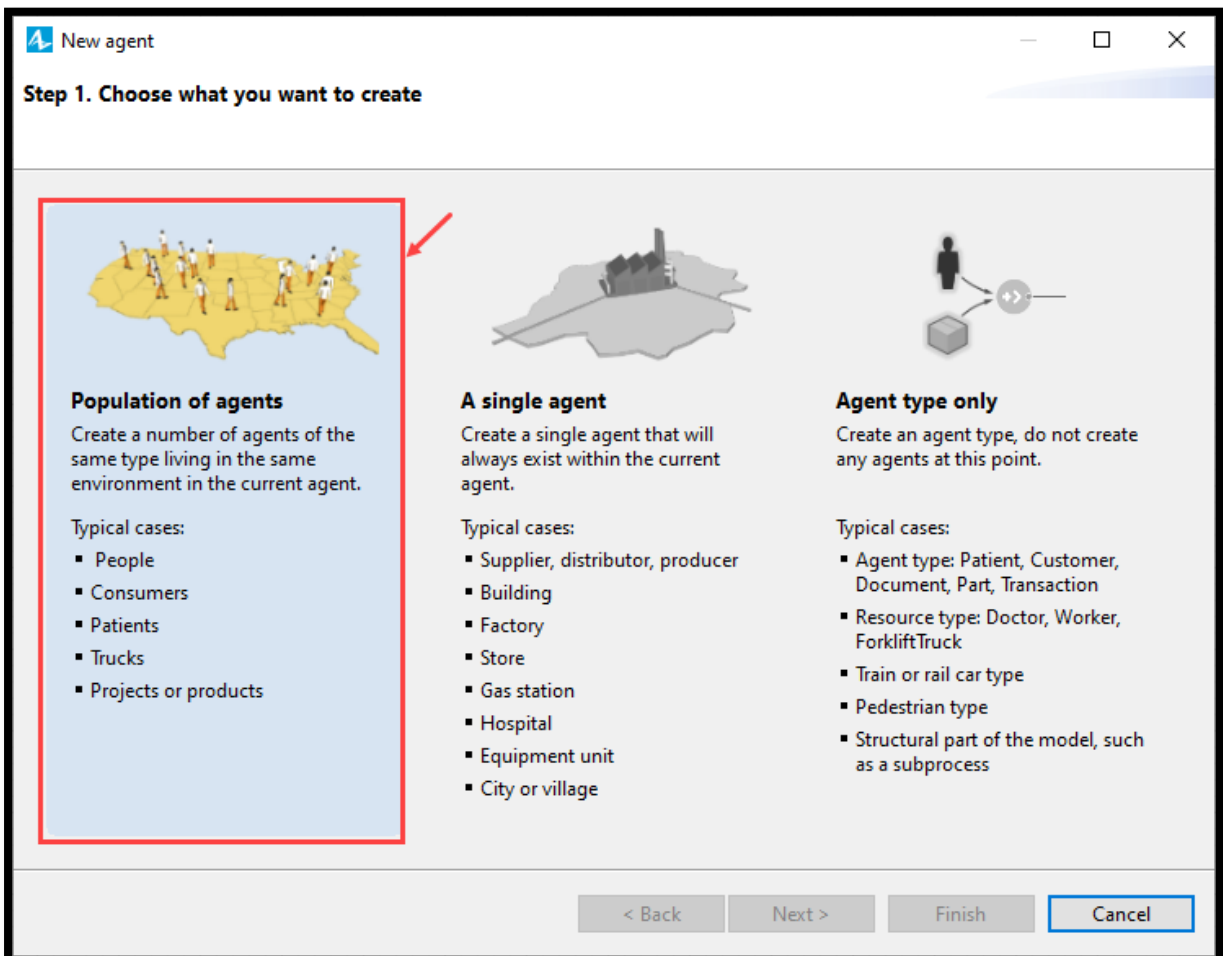 New agent
Step 1. Choose what you want to create
Population of agents
Create a number of agents of the
same type living in the same
environment in the current agent.
Typical cases:
▪ People
▪ Consumers
▪ Patients
▪ Trucks
▪ Projects or products
A single agent
Create a single agent that will
always exist within the current
agent.
Typical cases:
▪ Supplier, distributor, producer
▪ Building
▪ Factory
▪ Store
▪ Gas station
▪ Hospital
▪ Equipment unit
▪ City or village
Agent type only
Create an agent type, do not create
any agents at this point.
Typical cases:
▪ Agent type: Patient, Customer,
Document, Part, Transaction
▪ Resource type: Doctor, Worker,
ForkliftTruck
▪ Train or rail car type
▪ Pedestrian type
▪ Structural part of the model, such
as a subprocess
< Back
Next >
Finish
Cancel